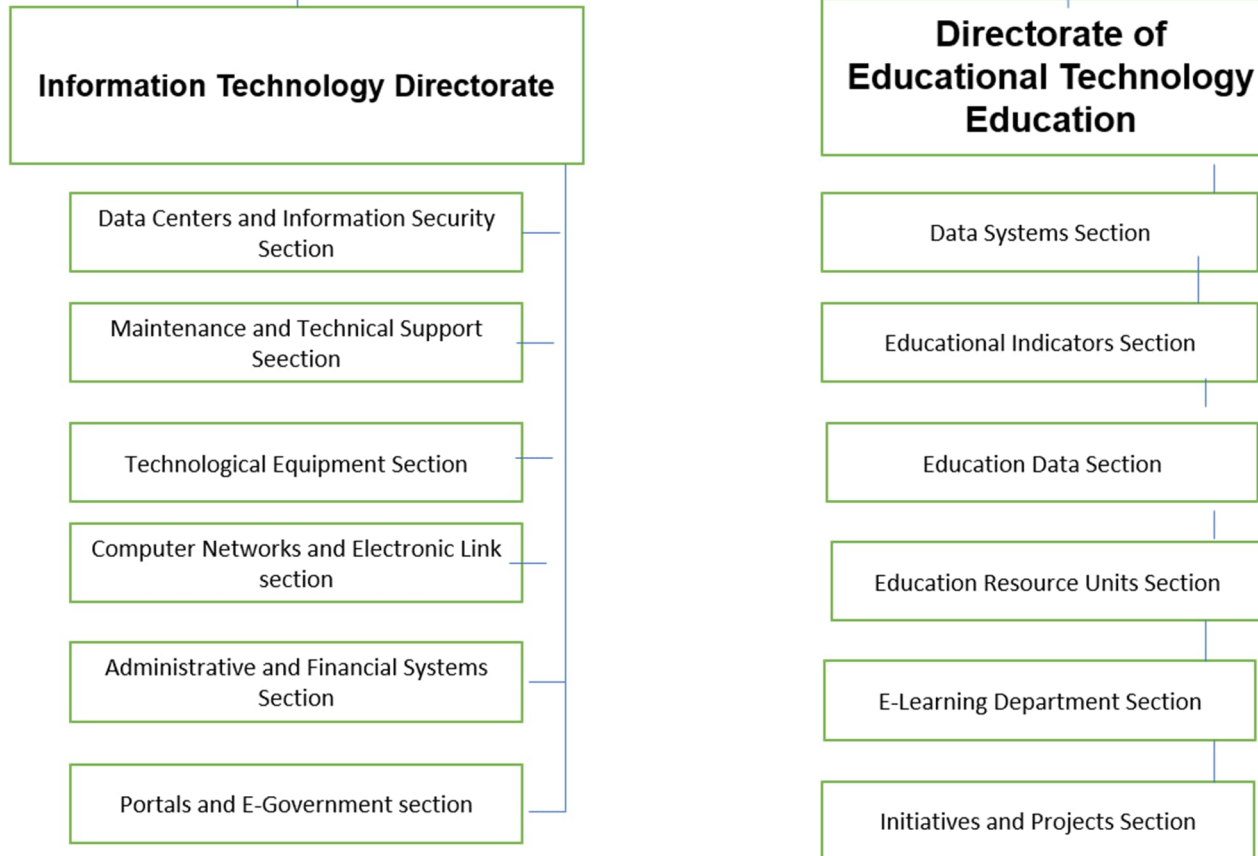 Information Technology Directorate
Data Centers and Information Security
Section
Maintenance and Technical Support
Seection
Technological Equipment Section
Computer Networks and Electronic Link
section
Administrative and Financial Systems
Section
Portals and E-Government section
Directorate of
Educational Technology
Education
Data Systems Section
Educational Indicators Section
Education Data Section
Education Resource Units Section
E-Learning Department Section
Initiatives and Projects Section